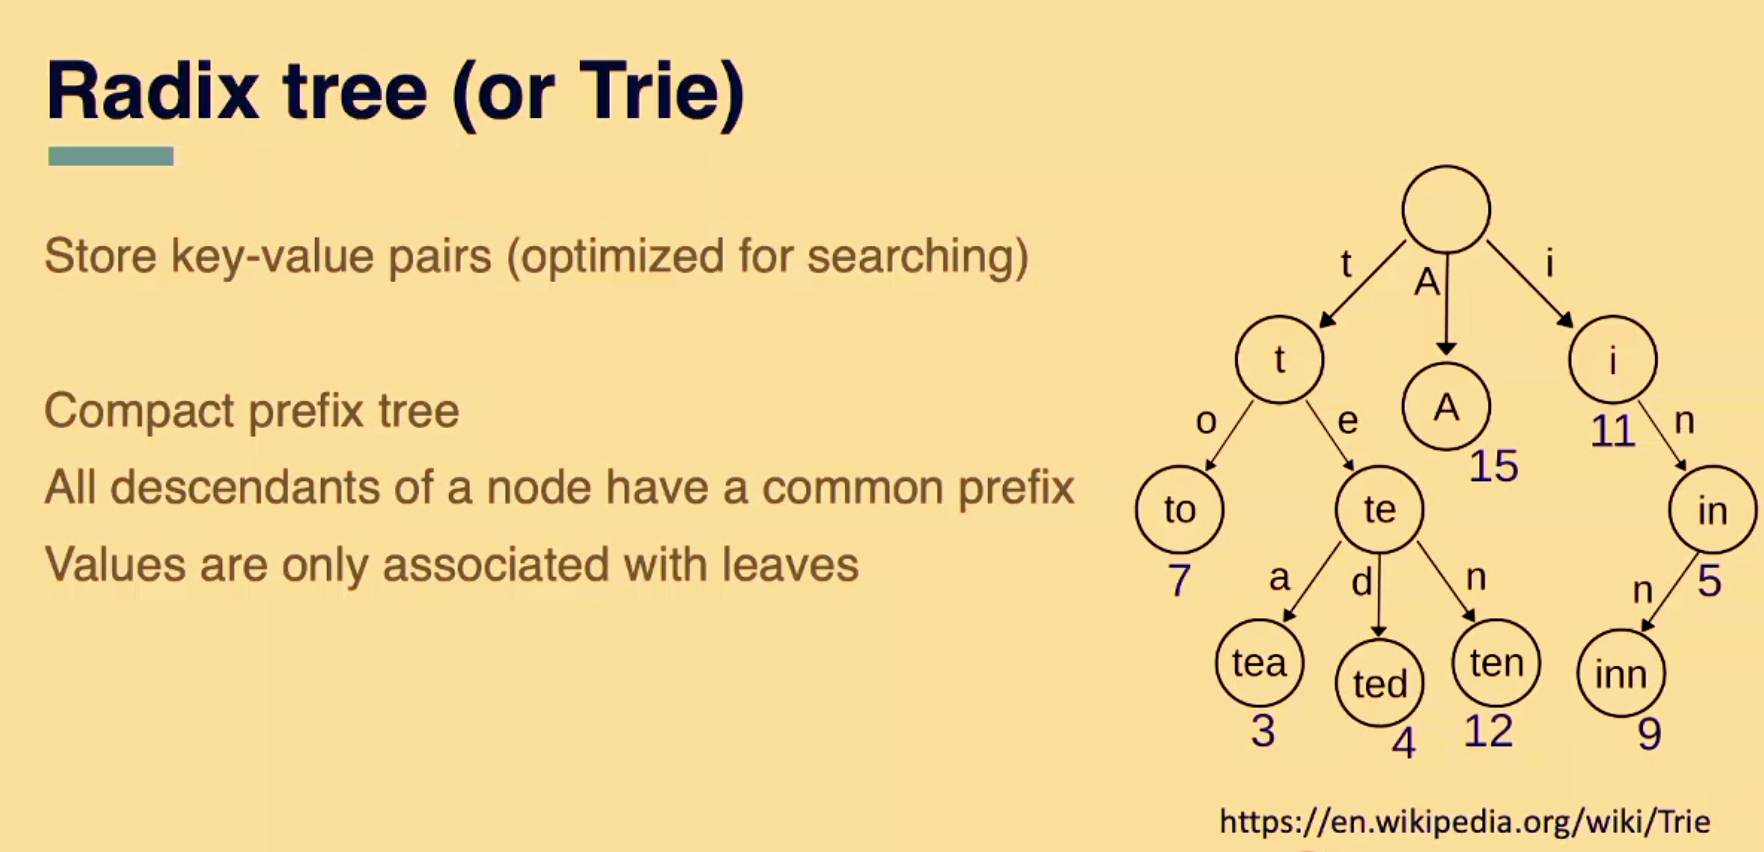 Radix tree (or Trie)
Store key-value pairs (optimized for searching)
Compact prefix tree
All descendants of a node have a common prefix
Values are only associated with leaves
t
A
i
t
A
i
15
11
o
e
n
to
te
in
7
5
a
d
n
n
tea
ted
ten
inn
3
4
12
9
https://en.wikipedia.org/wiki/Trie